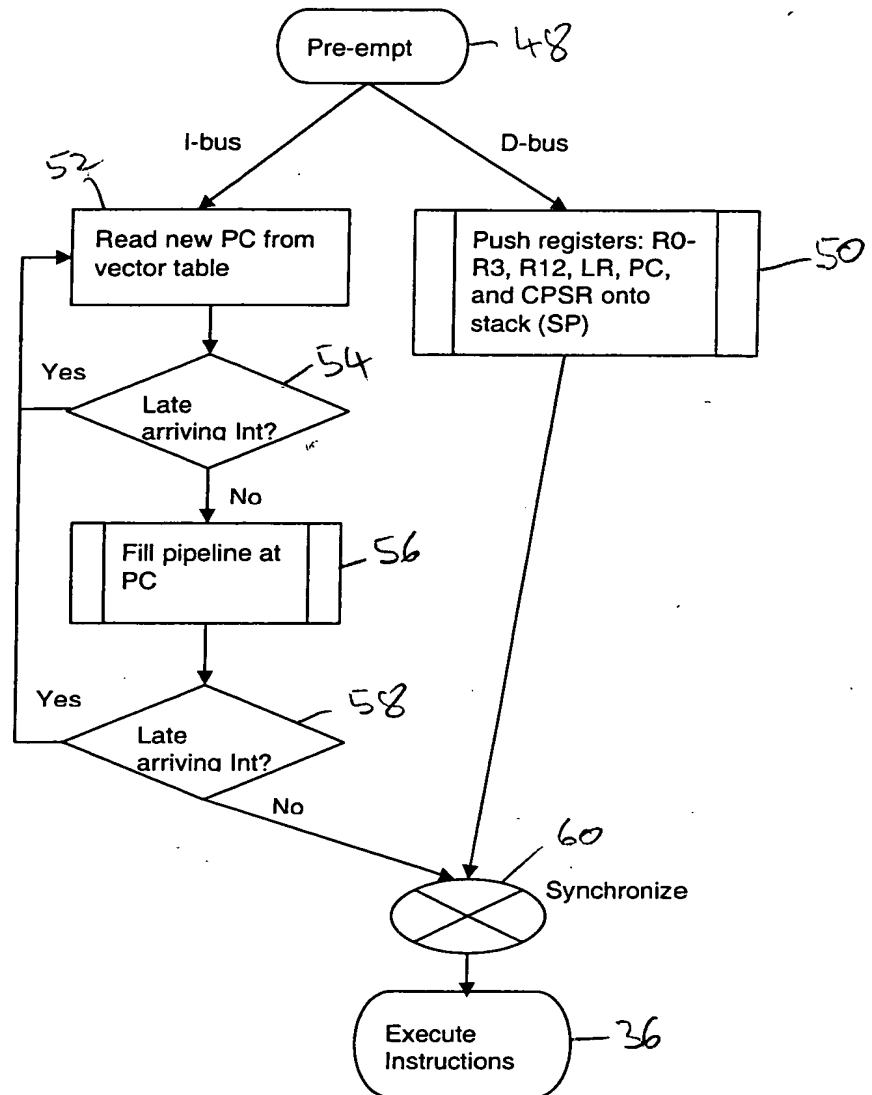 Pre-empt
48
I-bus
D-bus
52
Read new PC from
vector table
Push registers: R0-
R3, R12, LR, PC,
and CPSR onto
stack (SP)
50
Yes
54
Late
arriving Int?
No
Fill pipeline at
PC
56
Yes
58
Late
arriving Int?
No
60
Synchronize
Execute
Instructions
36